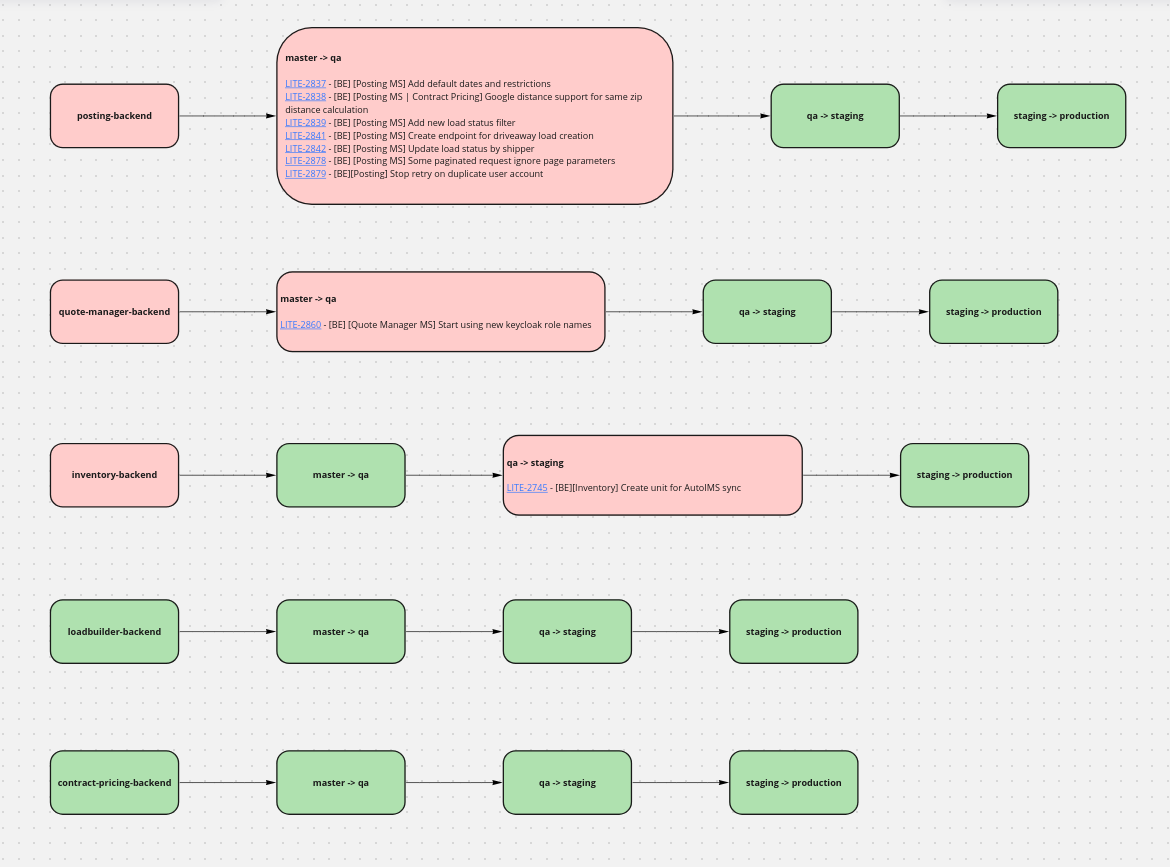 posting-backend
master -> qa
LITE-2837 - [BE] [Posting MS] Add default dates and restrictions
LITE-2838 - [BE] [Posting MS | Contract Pricing] Google distance support for same zip
distance calculation
LITE-2839 - [BE] [Posting MS] Add new load status filter
LITE-2841 - [BE] [Posting MS] Create endpoint for driveaway load creation
LITE-2842 - [BE] [Posting MS] Update load status by shipper
LITE-2878 - [BE] [Posting MS] Some paginated request ignore page parameters
LITE-2879 - [BE][Posting] Stop retry on duplicate user account
qa -> staging
staging -> production
quote-manager-backend
master -> qa
LITE-2860 - [BE] [Quote Manager MS] Start using new keycloak role names
qa -> staging
staging -> production
inventory-backend
master -> qa
qa -> staging
LITE-2745 - [BE][Inventory] Create unit for AutoIMS sync
staging -> production
loadbuilder-backend
master -> qa
qa -> staging
staging -> production
contract-pricing-backend
master -> qa
qa -> staging
staging -> production